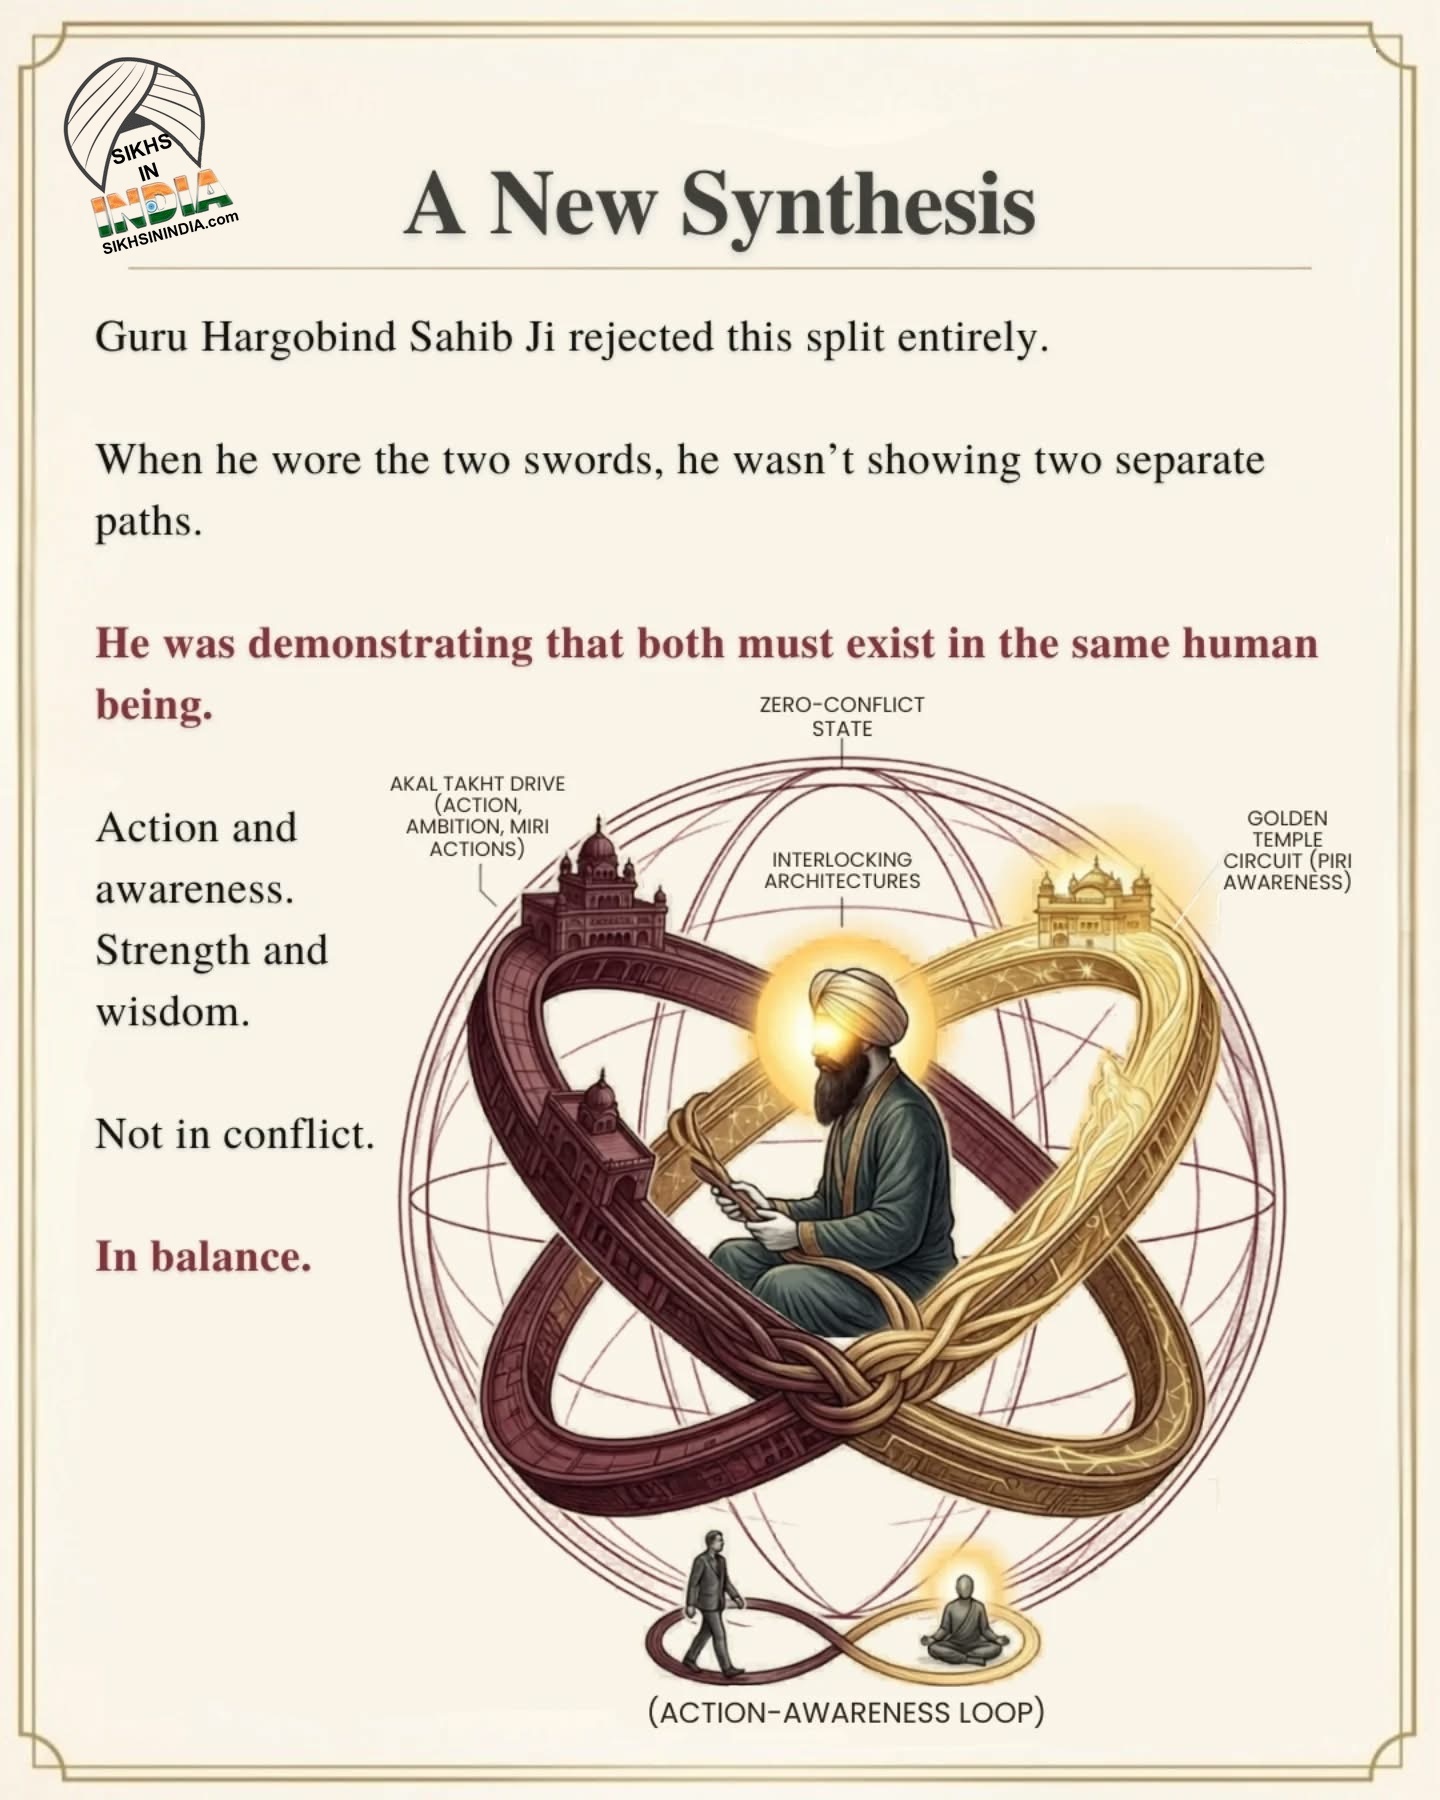 SIKHS
IN
INDIA
SIKHSININDIA.com
A New Synthesis
Guru Hargobind Sahib Ji rejected this split entirely.
When he wore the two swords, he wasn’t showing two separate
paths.
He was demonstrating that both must exist in the same human
being.
ZERO-CONFLICT
STATE
AKAL TAKHT DRIVE
(ACTION,
AMBITION, MIRI
ACTIONS)
INTERLOCKING
ARCHITECTURES
GOLDEN
TEMPLE
CIRCUIT (PIRI
AWARENESS)
Action and
awareness.
Strength and
wisdom.
Not in conflict.
In balance.
(ACTION-AWARENESS LOOP)